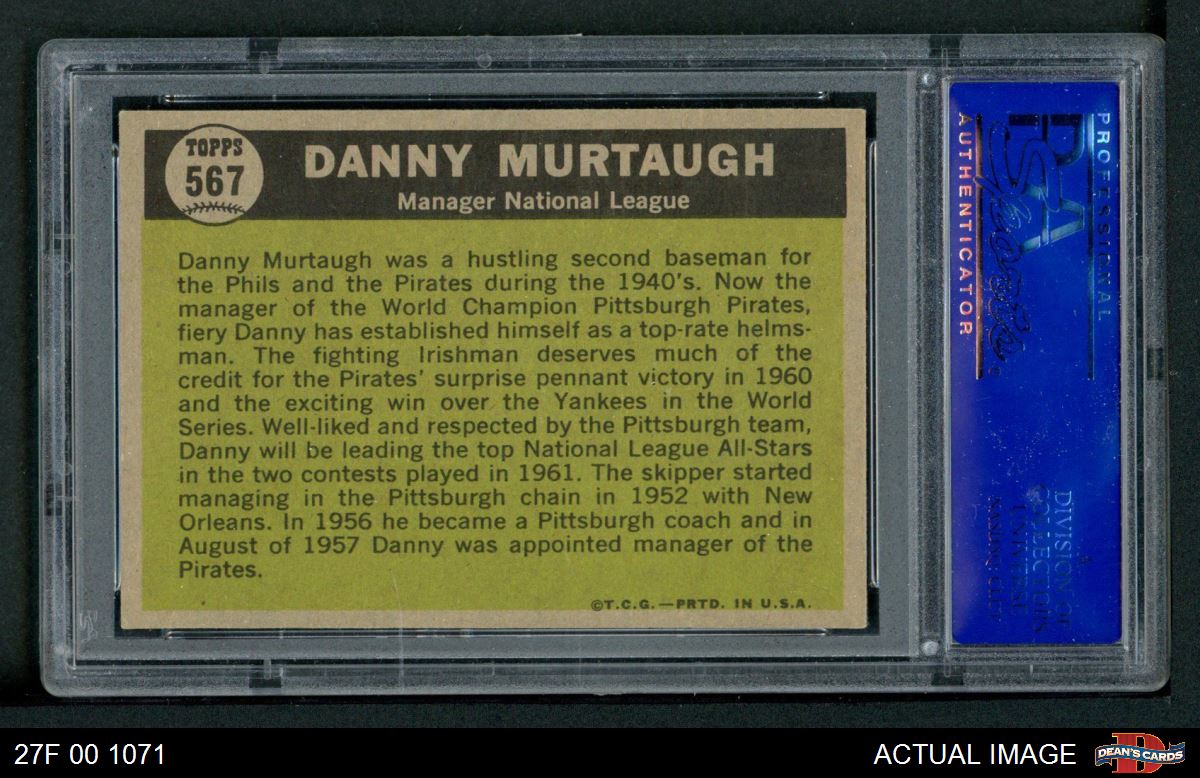 TOPPS
567
DANNY MURTAUGH
Manager National League
Danny Murtaugh was a hustling second baseman for
the Phils and the Pirates during the 1940's. Now the
manager of the World Champion Pittsburgh Pirates,
fiery Danny has established himself as a top-rate helms-
man. The fighting Irishman deserves much of the
credit for the Pirates' surprise pennant victory in 1960
and the exciting win over the Yankees in the World
Series. Well-liked and respected by the Pittsburgh team,
Danny will be leading the top National League All-Stars
in the two contests played in 1961. The skipper started
managing in the Pittsburgh chain in 1952 with New
Orleans. In 1956 he became a Pittsburgh coach and in
August of 1957 Danny was appointed manager of the
Pirates.
©T.C.G.—PRTD. IN U.S.A.
PROFESSIONAL
PSA
Sports
AUTHENTICATOR
DIVISION OF
COLLECTORS
UNIVERSE
27F 00 1071
ACTUAL IMAGE
DEAN'S CARDS